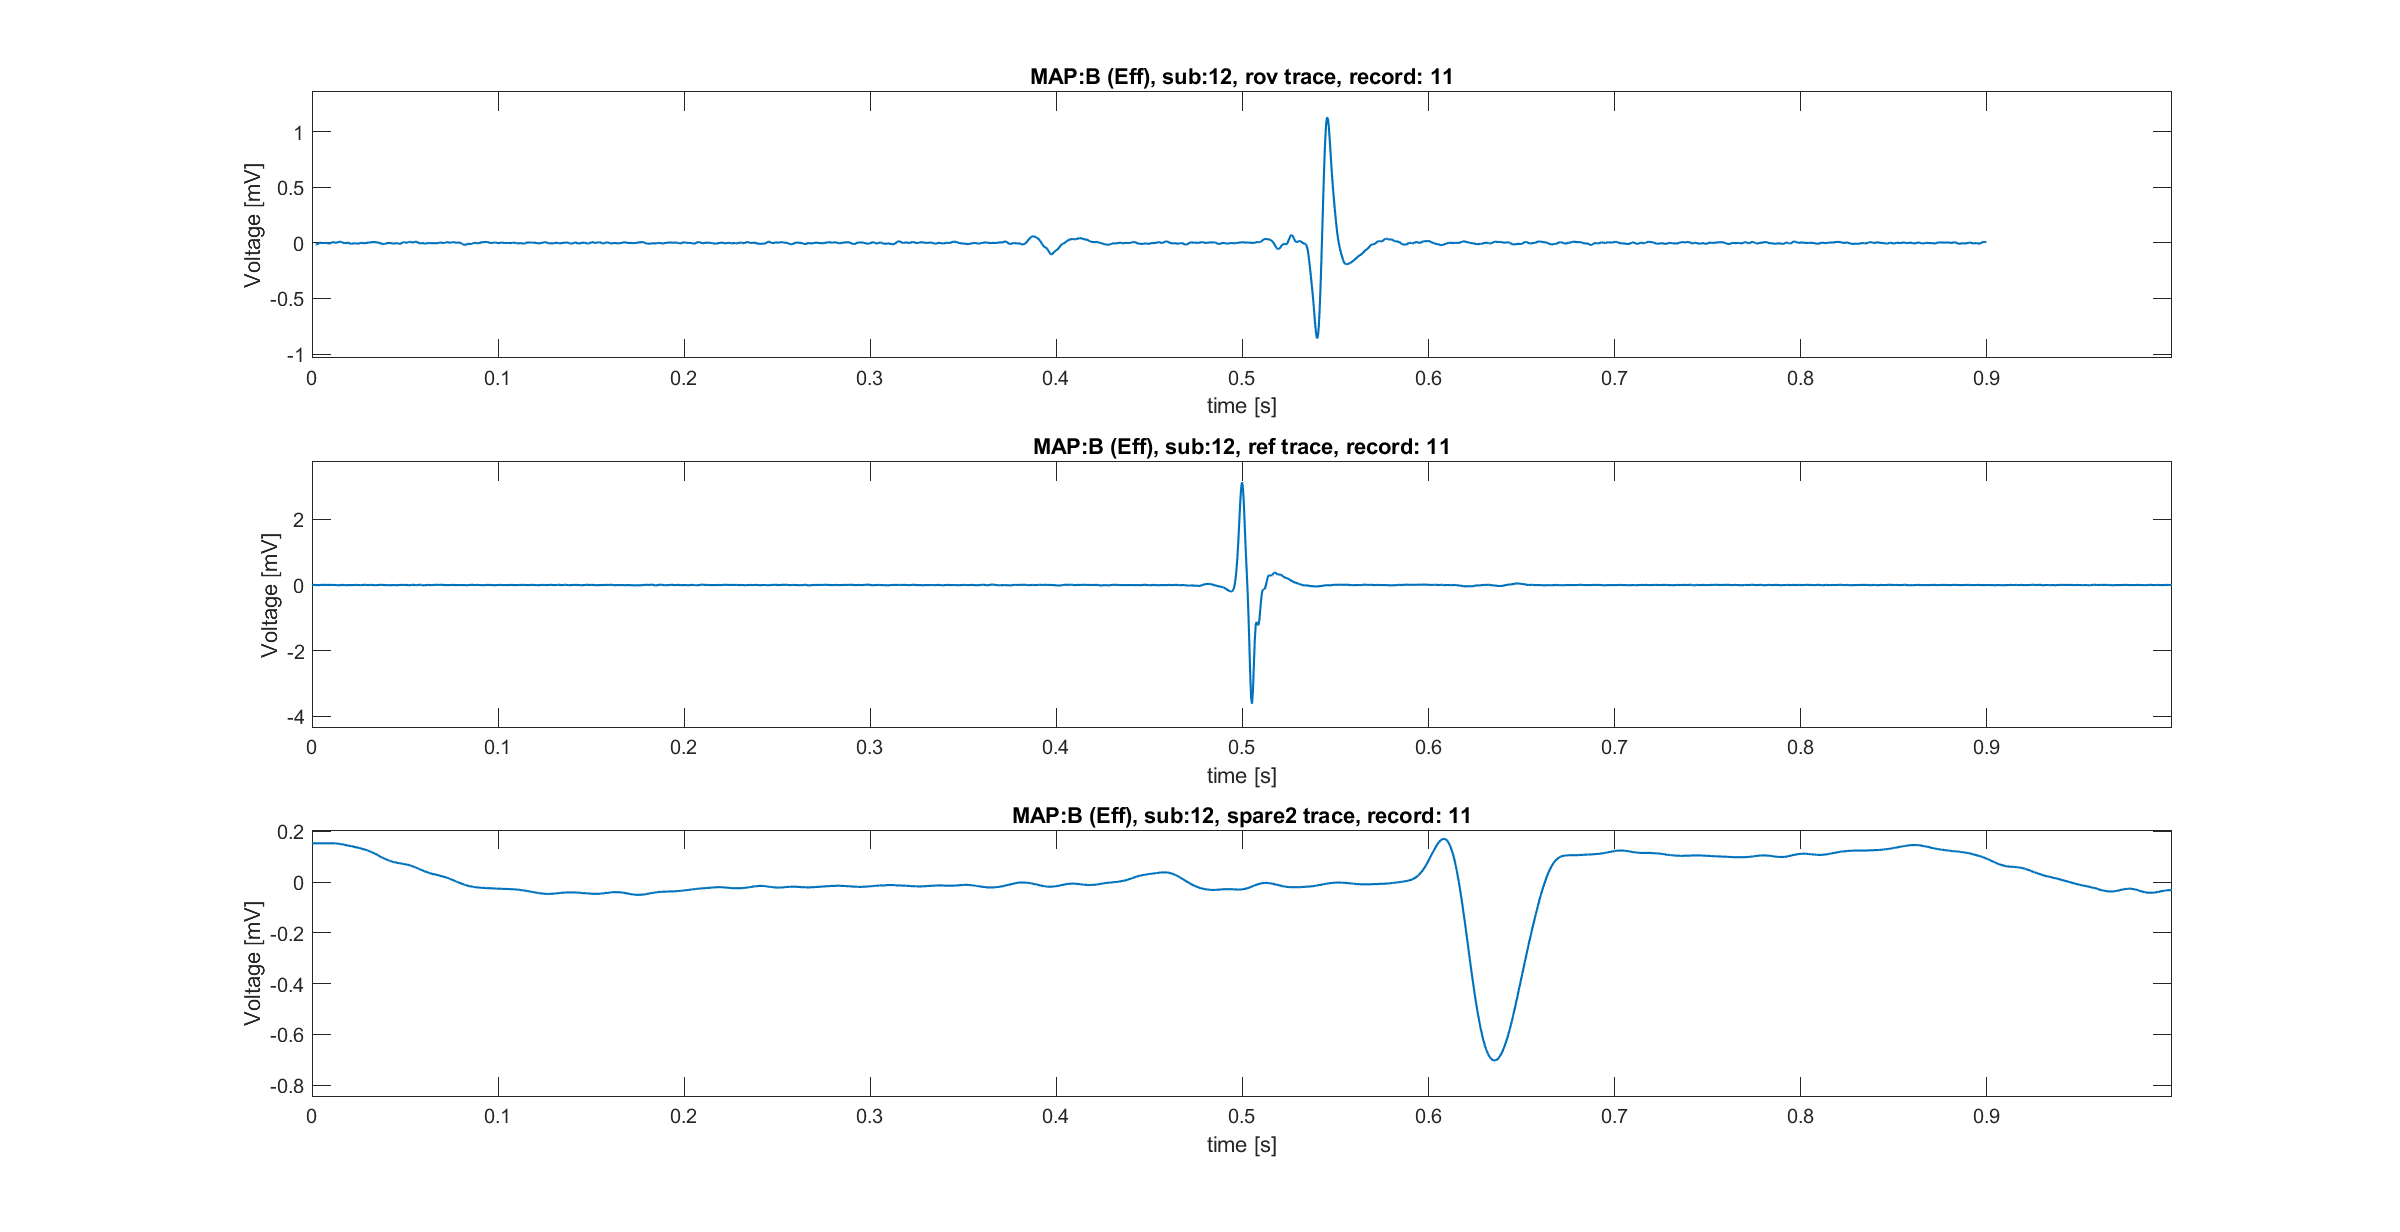 MAP:B (Eff), sub:12, rov trace, record: 11
Voltage [mV]
1
0.5
0
-0.5
-1
0 0.1 0.2 0.3 0.4 0.5 0.6 0.7 0.8 0.9
time [s]
MAP:B (Eff), sub:12, ref trace, record: 11
Voltage [mV]
2
0
-2
-4
0 0.1 0.2 0.3 0.4 0.5 0.6 0.7 0.8 0.9
time [s]
MAP:B (Eff), sub:12, spare2 trace, record: 11
Voltage [mV]
0.2
0
-0.2
-0.4
-0.6
-0.8
0 0.1 0.2 0.3 0.4 0.5 0.6 0.7 0.8 0.9
time [s]